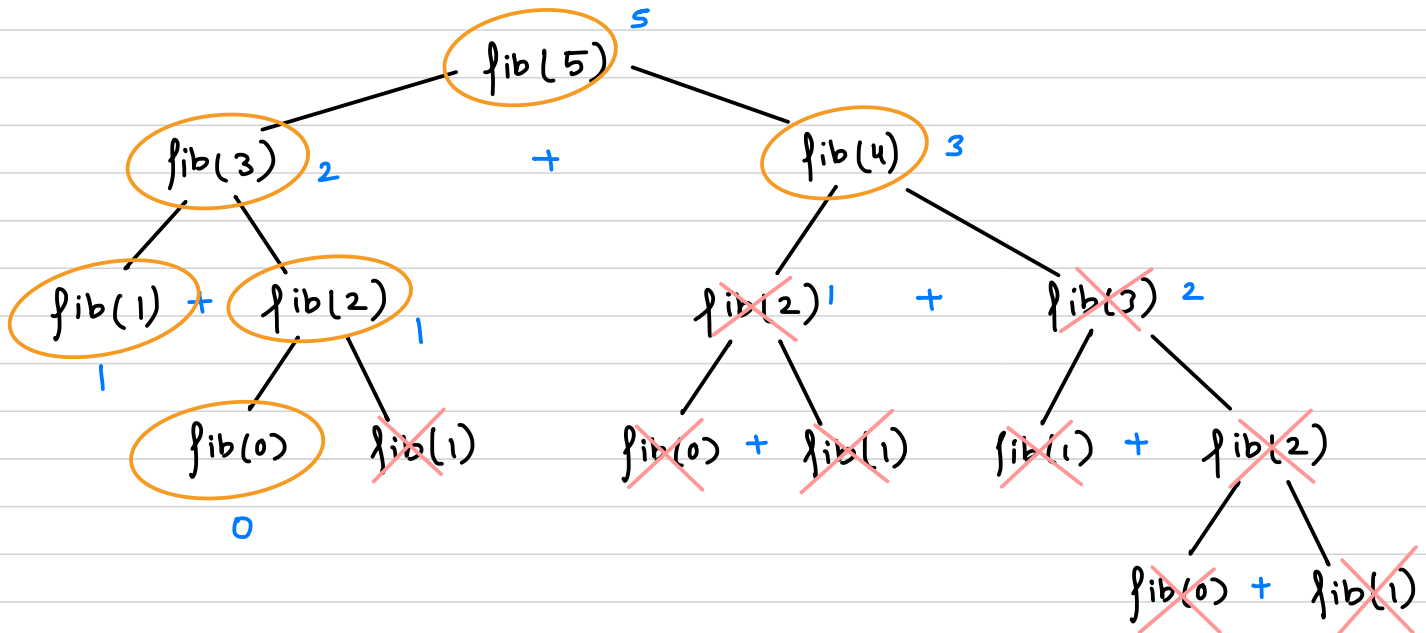 5
fib(5)
fib(3) 2 + fib(4) 3
fib(1) + fib(2) fib(2) 1 + fib(3) 2
1 1
fib(0) fib(1) fib(0) + fib(1) fib(1) + fib(2)
0
fib(0) + fib(1)